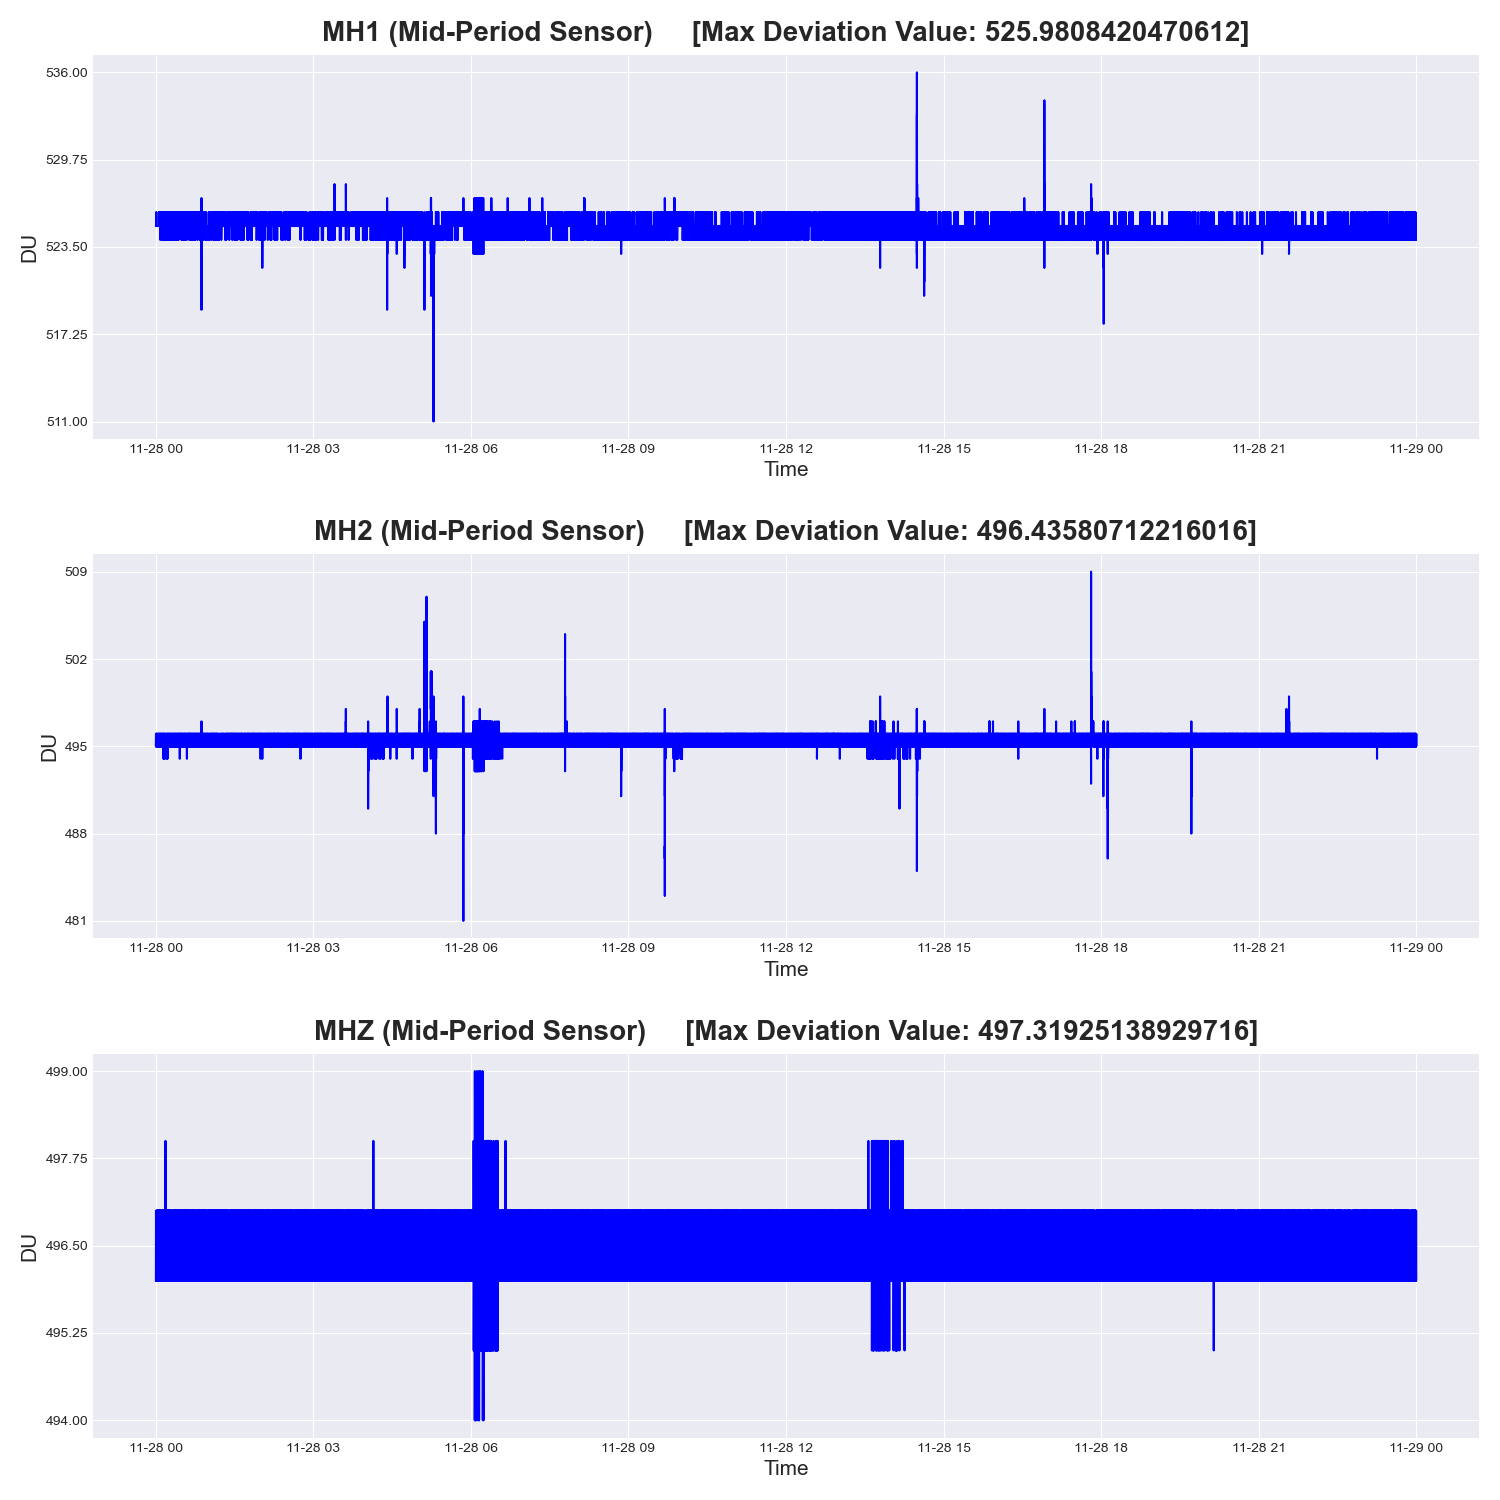 MH1 (Mid-Period Sensor) [Max Deviation Value: 525.9808420470612]
536.00
529.75
523.50
517.25
511.00
DU
11-28 00 11-28 03 11-28 06 11-28 09 11-28 12 11-28 15 11-28 18 11-28 21 11-29 00
Time
MH2 (Mid-Period Sensor) [Max Deviation Value: 496.43580712216016]
509
502
495
488
481
DU
11-28 00 11-28 03 11-28 06 11-28 09 11-28 12 11-28 15 11-28 18 11-28 21 11-29 00
Time
MHZ (Mid-Period Sensor) [Max Deviation Value: 497.31925138929716]
499.00
497.75
496.50
495.25
494.00
DU
11-28 00 11-28 03 11-28 06 11-28 09 11-28 12 11-28 15 11-28 18 11-28 21 11-29 00
Time